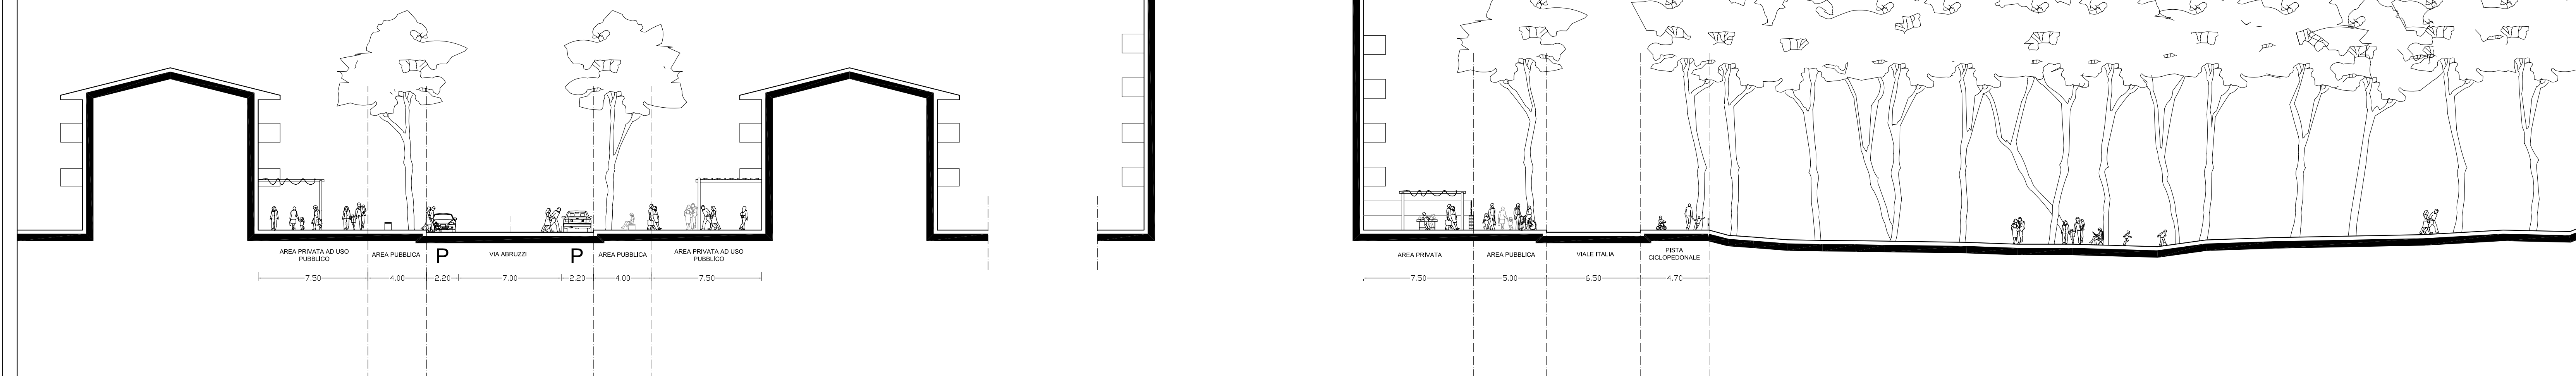 AREA PRIVATA AD USO
PUBBLICO
AREA PUBBLICA
P
VIA ABRUZZI
P
AREA PUBBLICA
AREA PRIVATA AD USO
PUBBLICO
7.50
4.00
2.20
7.00
2.20
4.00
7.50
AREA PRIVATA
AREA PUBBLICA
VIALE ITALIA
PISTA
CICLOPEDONALE
7.50
5.00
6.50
4.70